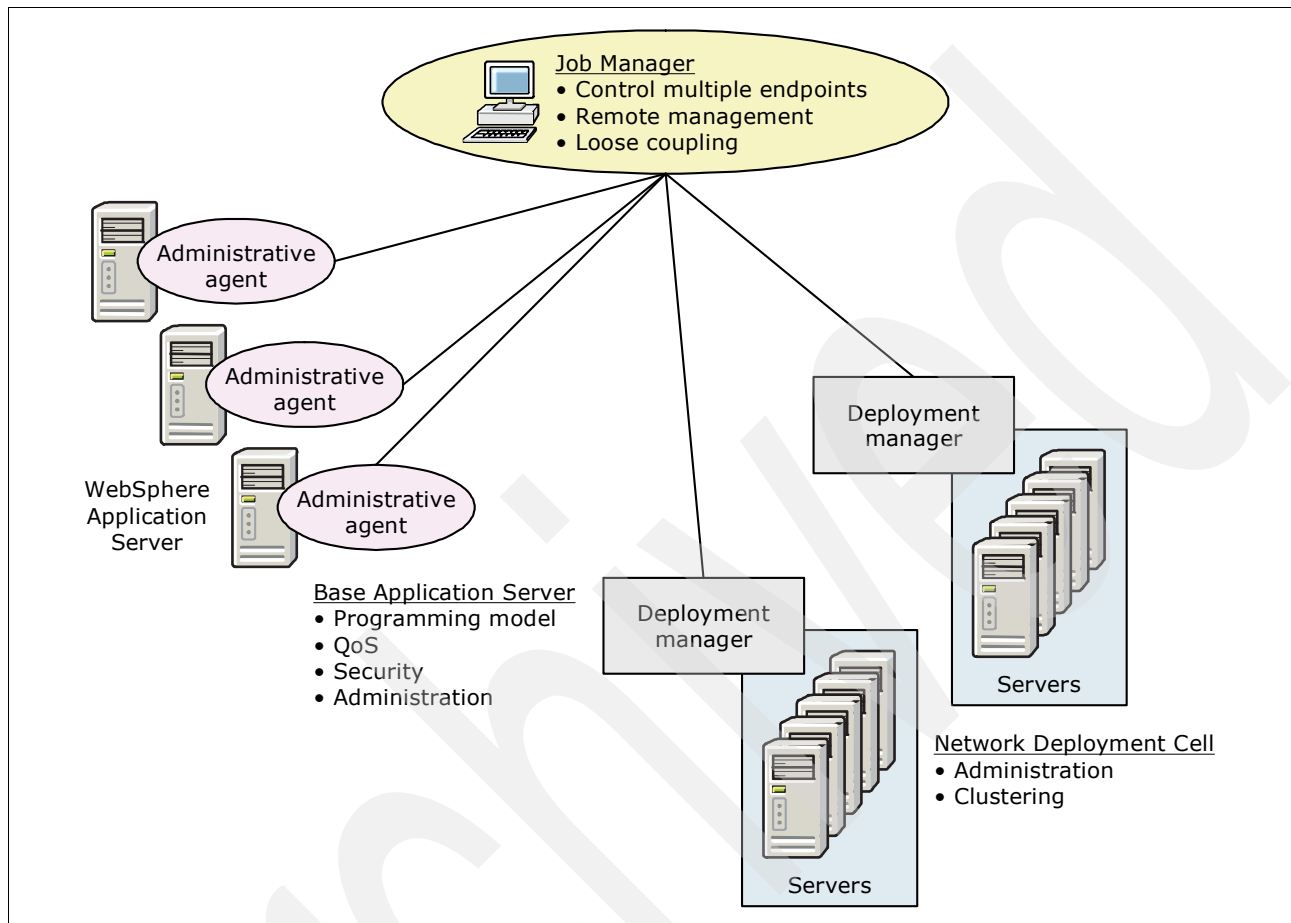 Job Manager
• Control multiple endpoints
• Remote management
• Loose coupling
Administrative
agent
Administrative
agent
Administrative
agent
WebSphere
Application
Server
Base Application Server
• Programming model
• QoS
• Security
• Administration
Deployment
manager
Servers
Deployment
manager
Servers
Network Deployment Cell
• Administration
• Clustering